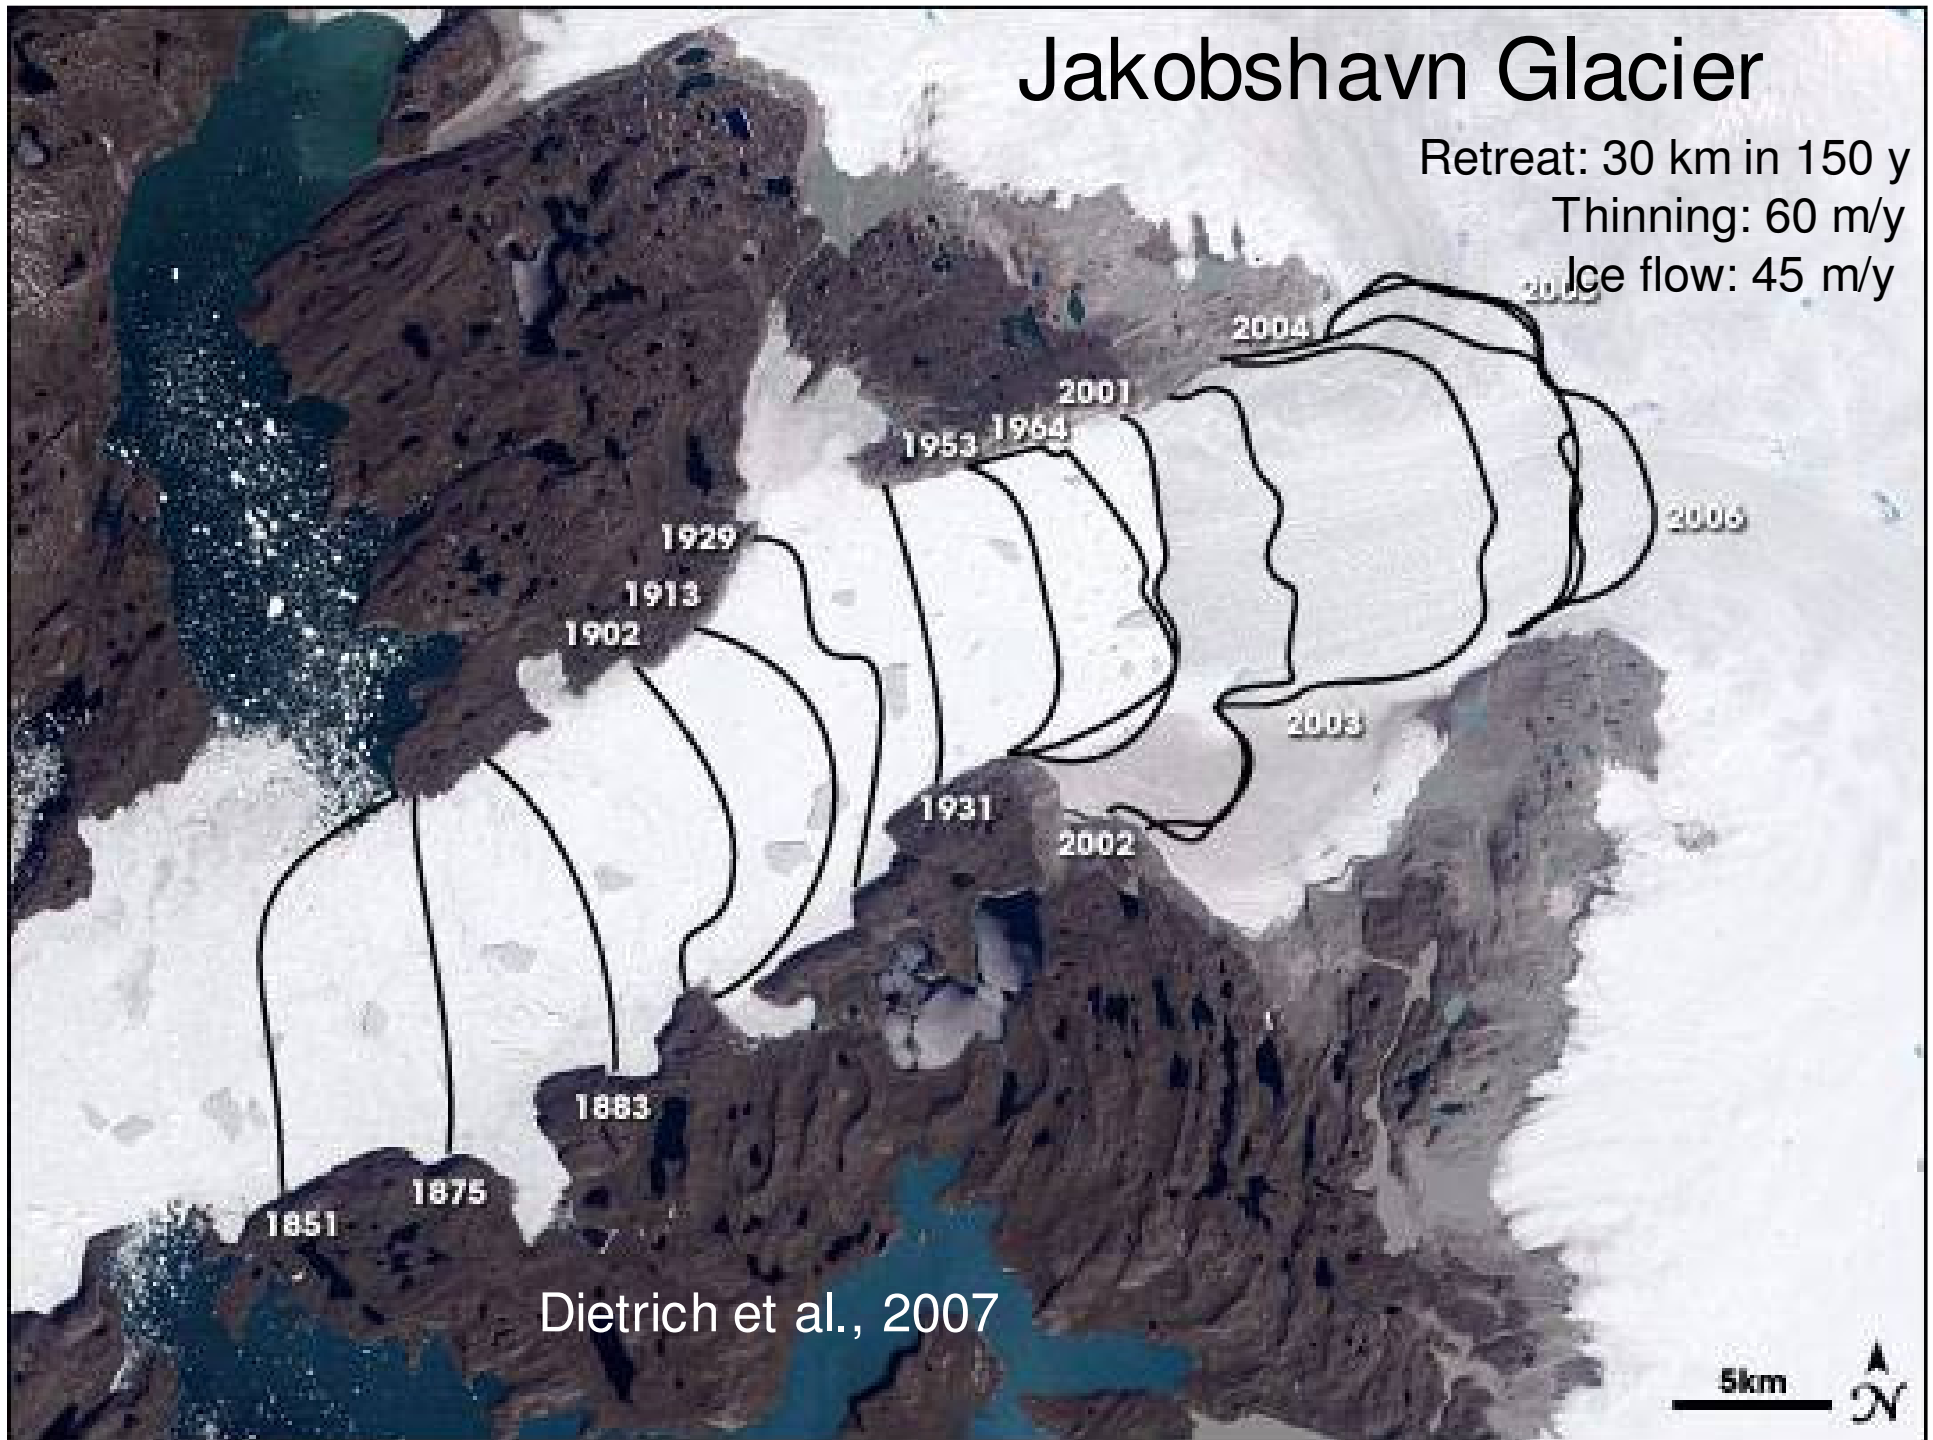 Jakobshavn Glacier
Retreat: 30 km in 150 y
Thinning: 60 m/y
Ice flow: 45 m/y
2004
2001
1964
1953
2006
1929
1913
1902
2003
1931
2002
1883
1875
1851
Dietrich et al., 2007
5km
N